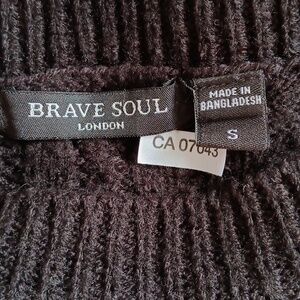 BRAVE SOUL
LONDON
MADE IN
BANGLADESH
S
CA 07043